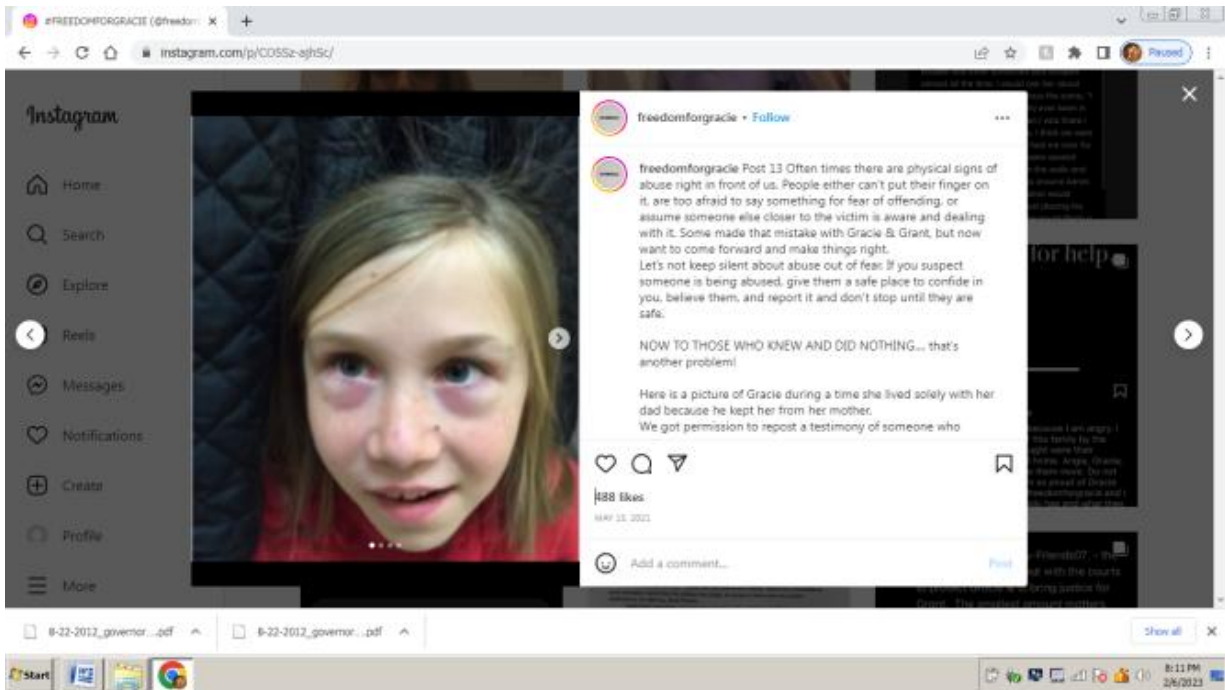 #FREEDOMFORGRACIE (@freedom
instagram.com/p/COSSz-ajhSc/
Paused
Instagram
Home
Search
Explore
Reels
Messages
Notifications
Create
Profile
More
freedomforgracie • Follow
freedomforgracie Post 13 Often times there are physical signs of
abuse right in front of us. People either can't put their finger on
it, are too afraid to say something for fear of offending, or
assume someone else closer to the victim is aware and dealing
with it. Some made that mistake with Gracie & Grant, but now
want to come forward and make things right.
Let's not keep silent about abuse out of fear. If you suspect
someone is being abused, give them a safe place to confide in
you, believe them, and report it and don't stop until they are
safe.
NOW TO THOSE WHO KNEW AND DID NOTHING... that's
another problem!
Here is a picture of Gracie during a time she lived solely with her
dad because he kept her from her mother.
We got permission to repost a testimony of someone who
488 likes
MAY 2021
Add a comment...
Post
for help
8-22-2012_governor....pdf
8-22-2012_governor....pdf
Show all
Start
8:11 PM
2/6/2023